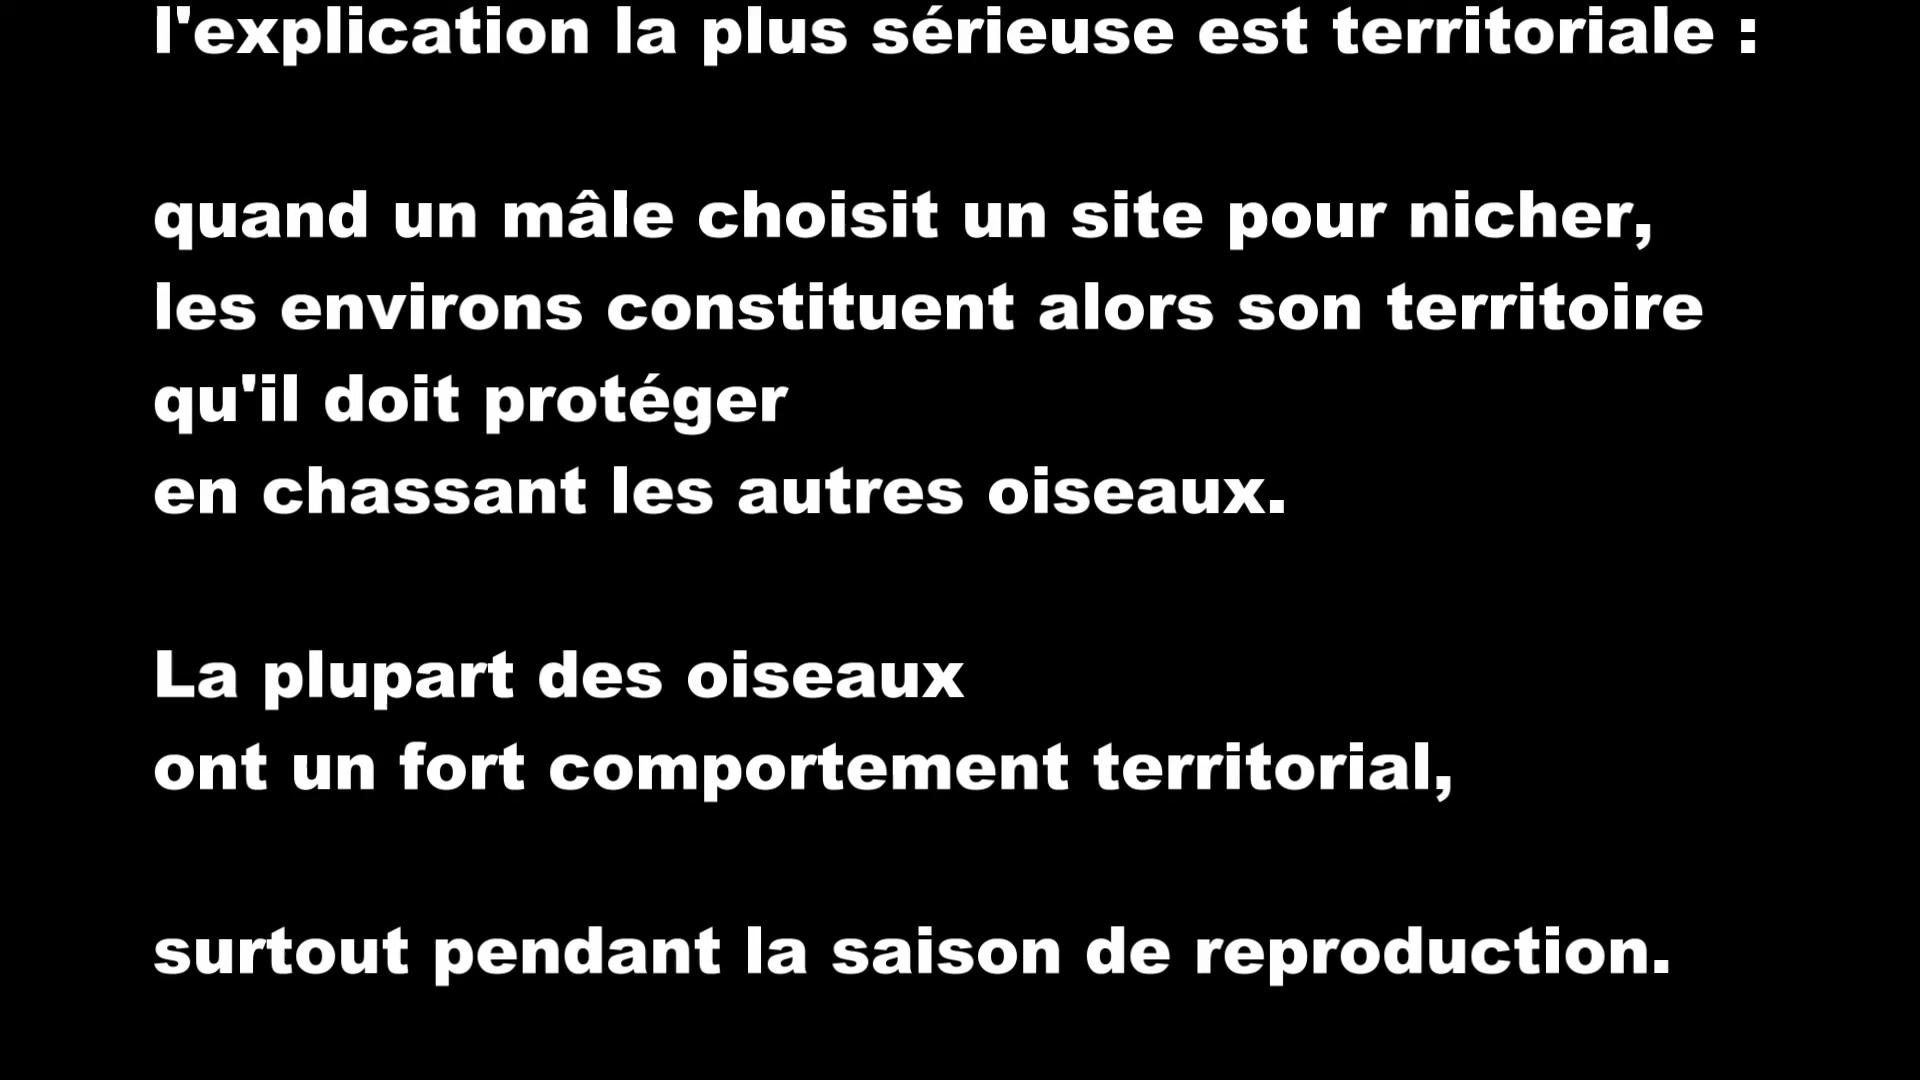 l'explication la plus sérieuse est territoriale :
quand un mâle choisit un site pour nicher,
les environs constituent alors son territoire
qu'il doit protéger
en chassant les autres oiseaux.
La plupart des oiseaux
ont un fort comportement territorial,
surtout pendant la saison de reproduction.